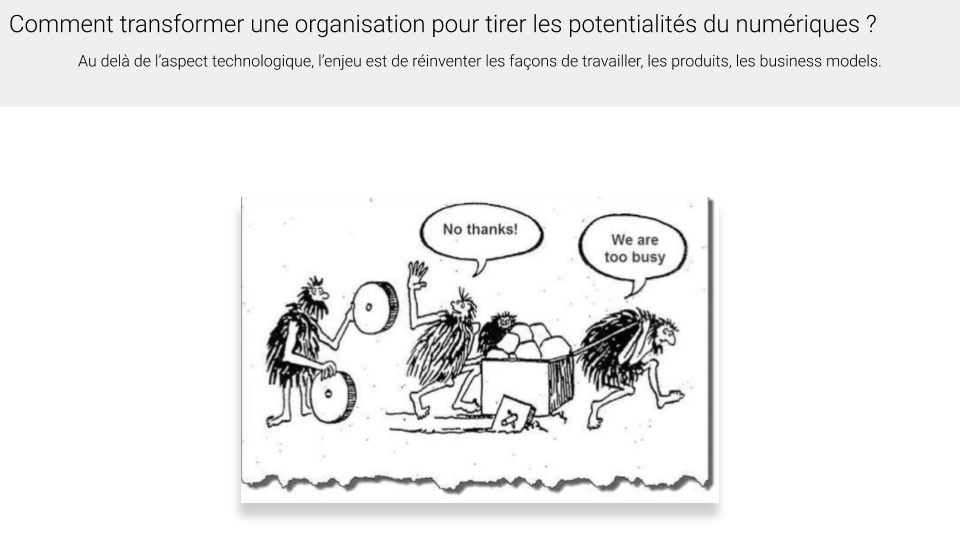 Comment transformer une organisation pour tirer les potentialités du numériques ?
Au delà de l’aspect technologique, l’enjeu est de réinventer les façons de travailler, les produits, les business models.
No thanks!
We are
too busy